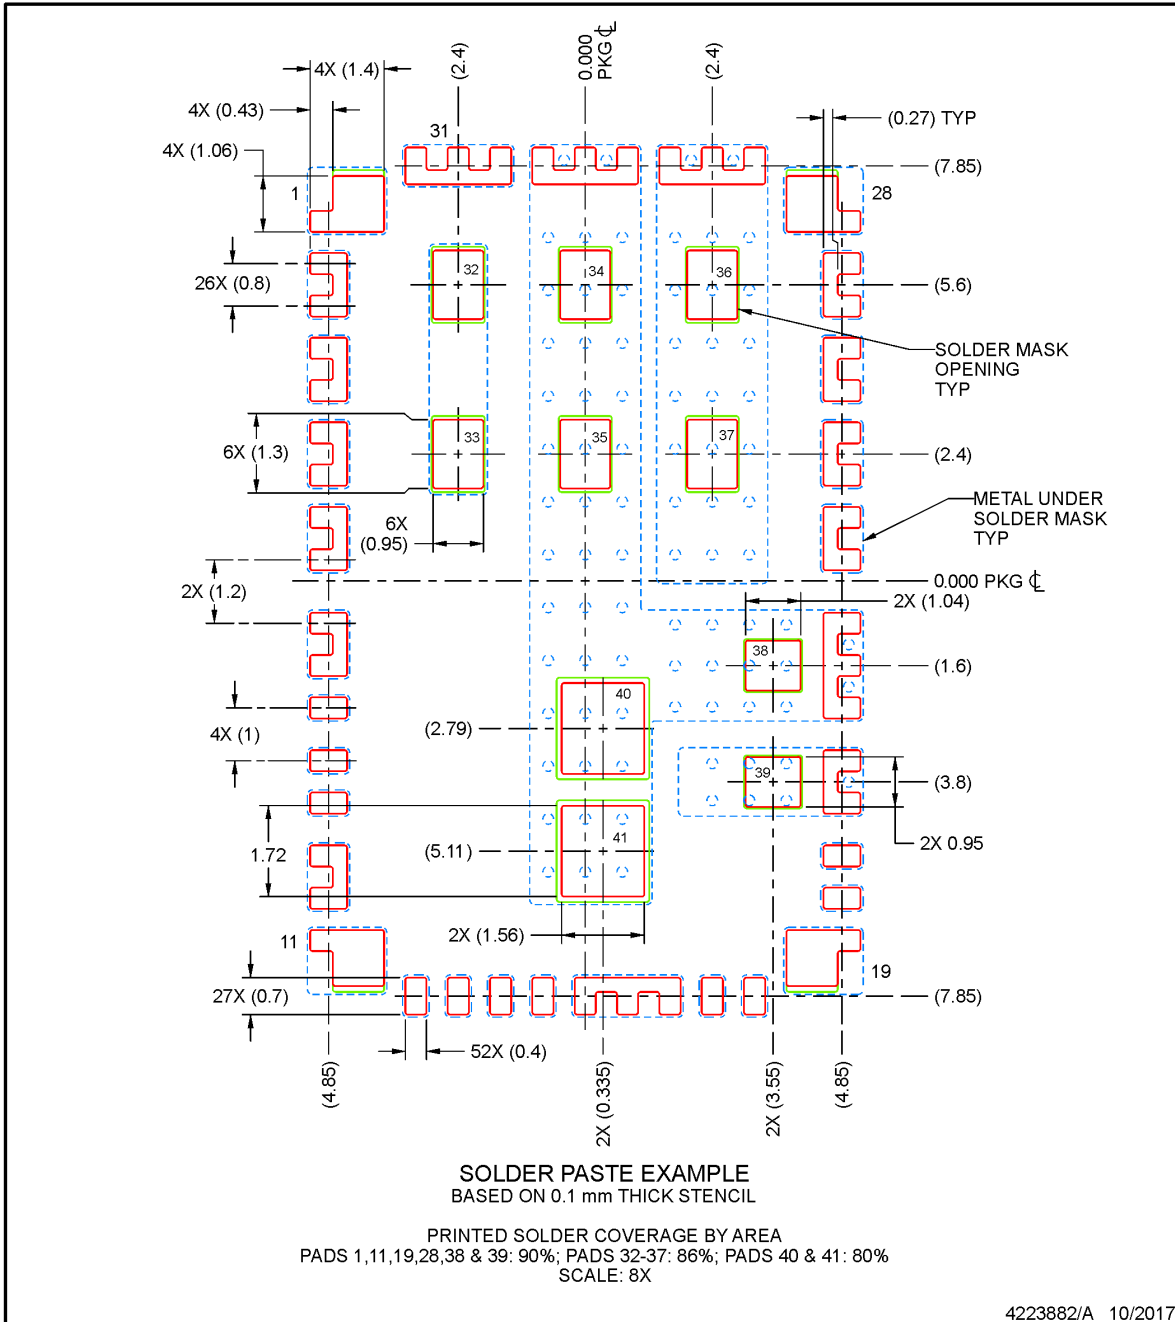 (2.4)
0.000
PKG ℄
(2.4)
4X (1.4)
4X (0.43)
(0.27) TYP
31
4X (1.06)
(7.85)
1
28
32
34
36
26X (0.8)
(5.6)
SOLDER MASK
OPENING
TYP
33
35
37
6X (1.3)
(2.4)
METAL UNDER
SOLDER MASK
TYP
6X
(0.95)
0.000 PKG ℄
2X (1.2)
2X (1.04)
38
(1.6)
40
4X (1)
(2.79)
39
(3.8)
41
1.72
(5.11)
2X 0.95
2X (1.56)
11
19
27X (0.7)
(7.85)
52X (0.4)
(4.85)
2X (0.335)
2X (3.55)
(4.85)
SOLDER PASTE EXAMPLE
BASED ON 0.1 mm THICK STENCIL
PRINTED SOLDER COVERAGE BY AREA
PADS 1,11,19,28,38 & 39: 90%; PADS 32-37: 86%; PADS 40 & 41: 80%
SCALE: 8X
4223882/A 10/2017